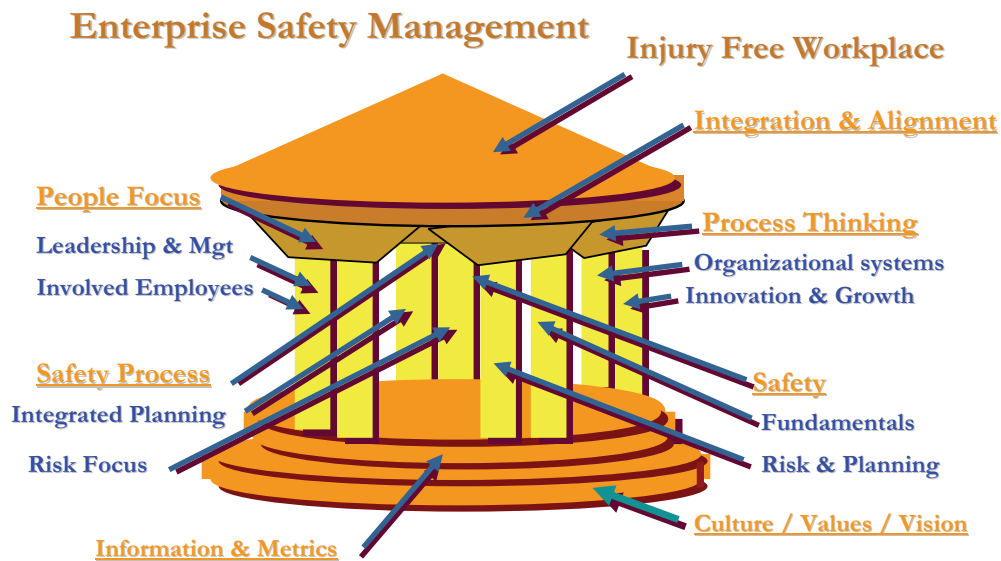 Enterprise Safety Management
Injury Free Workplace
Integration & Alignment
People Focus
Leadership & Mgt
Involved Employees
Process Thinking
Organizational systems
Innovation & Growth
Safety Process
Integrated Planning
Risk Focus
Safety
Fundamentals
Risk & Planning
Culture / Values / Vision
Information & Metrics